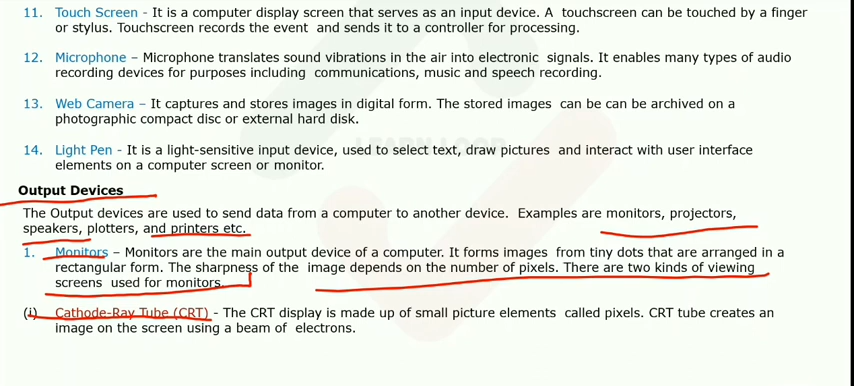 11. Touch Screen - It is a computer display screen that serves as an input device. A touchscreen can be touched by a finger
or stylus. Touchscreen records the event and sends it to a controller for processing.
12. Microphone – Microphone translates sound vibrations in the air into electronic signals. It enables many types of audio
recording devices for purposes including communications, music and speech recording.
13. Web Camera – It captures and stores images in digital form. The stored images can be can be archived on a
photographic compact disc or external hard disk.
14. Light Pen - It is a light-sensitive input device, used to select text, draw pictures and interact with user interface
elements on a computer screen or monitor.
Output Devices
The Output devices are used to send data from a computer to another device. Examples are monitors, projectors,
speakers, plotters, and printers etc.
1. Monitors – Monitors are the main output device of a computer. It forms images from tiny dots that are arranged in a
rectangular form. The sharpness of the image depends on the number of pixels. There are two kinds of viewing
screens used for monitors.
(i) Cathode-Ray Tube (CRT) - The CRT display is made up of small picture elements called pixels. CRT tube creates an
image on the screen using a beam of electrons.